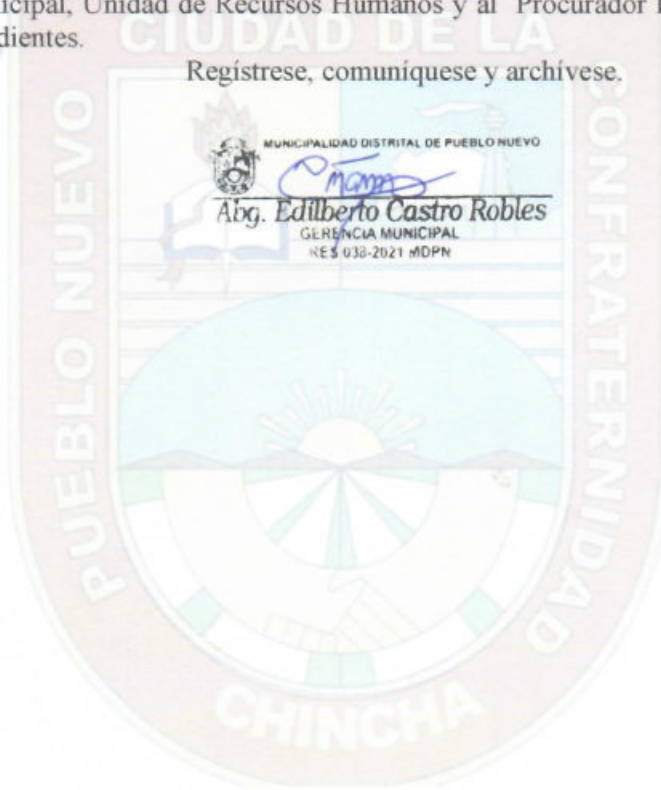 icipal, Unidad de Recursos Humanos y al Procurador
dientes.
Regístrese, comuníquese y archívese.
MUNICIPALIDAD DISTRITAL DE PUEBLO NUEVO
Abg. Edilberto Castro Robles
GERENCIA MUNICIPAL
RES 038-2021 MDPN
CIUDAD DE LA CONFRATERNIDAD
PUEBLO NUEVO
CHINCHA